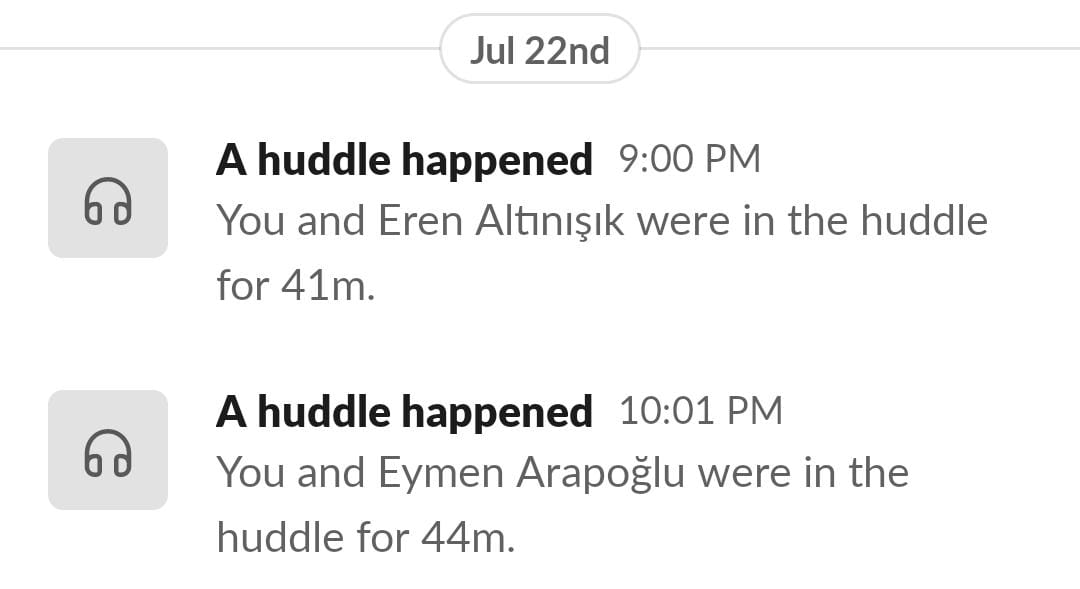 Jul 22nd
A huddle happened 9:00 PM
You and Eren Altınışık were in the huddle
for 41m.
A huddle happened 10:01 PM
You and Eymen Arapoğlu were in the
huddle for 44m.